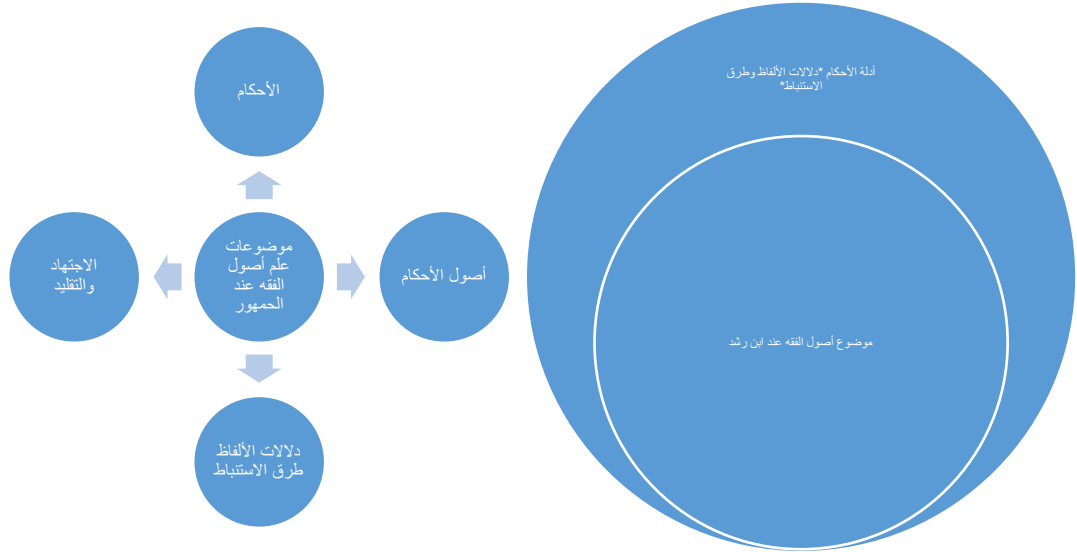 الأحكام
موضوعات
علم أصول
الفقه عند
الحمهور
أصول الأحكام
دلالات الألفاظ
طرق الاستنباط
الاجتهاد
والتقليد
أدلة الأحكام *دلالات الألفاظ وطرق
الاستنباط*
موضوع أصول الفقه عند ابن رشد